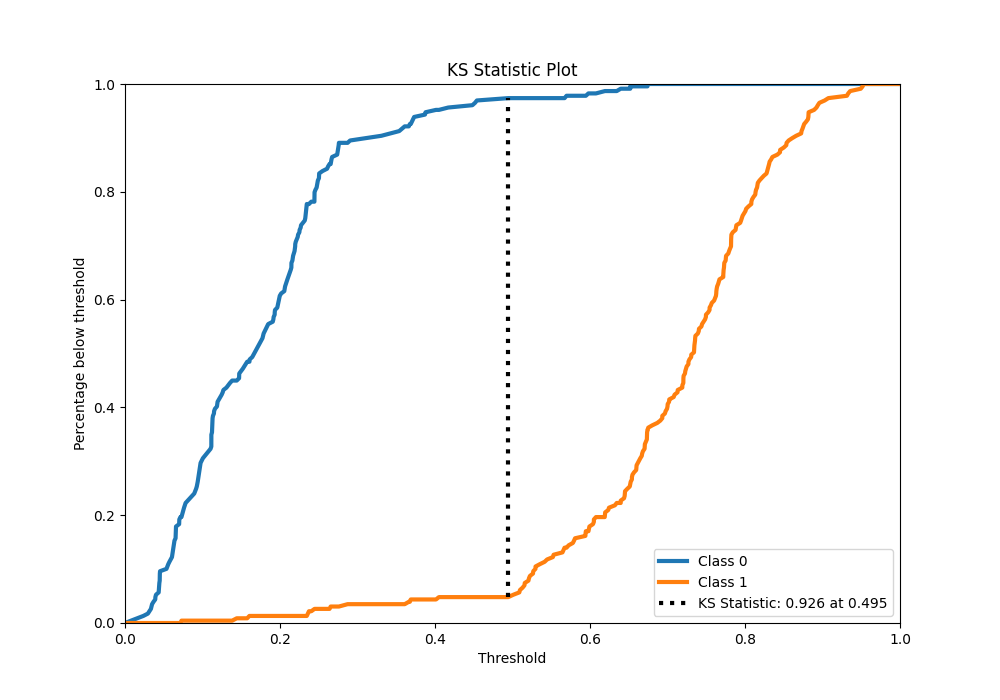 KS Statistic Plot
Percentage below threshold
1.0
0.8
0.6
0.4
0.2
0.0
0.0 0.2 0.4 0.6 0.8 1.0
Threshold
Class 0
Class 1
KS Statistic: 0.926 at 0.495